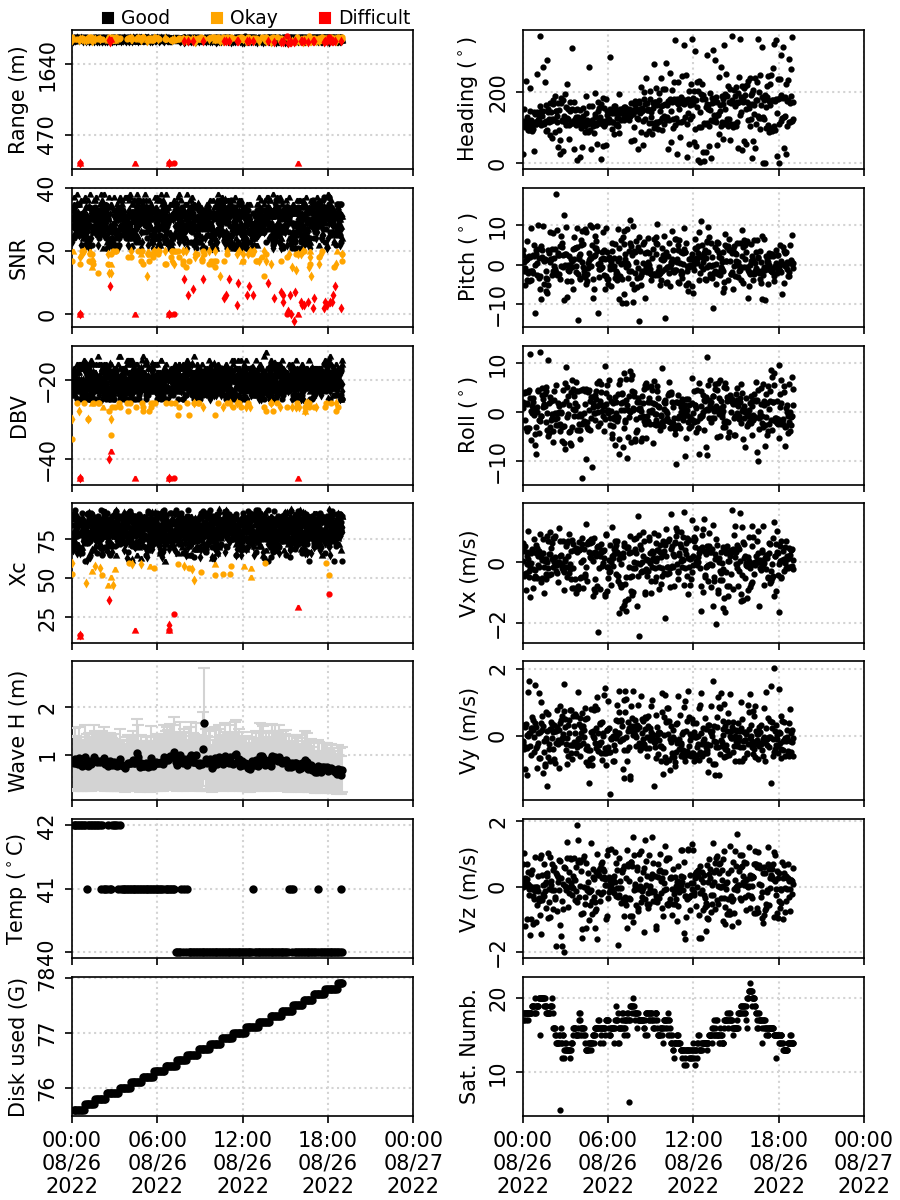 Good Okay Difficult
Range (m)
1640
470
Heading (°)
200
0
SNR
40
20
0
Pitch (°)
10
0
−10
DBV
−20
−40
Roll (°)
10
0
−10
Xc
75
50
25
Vx (m/s)
0
−2
Wave H (m)
2
1
Vy (m/s)
2
0
Temp (°C)
42
41
40
Vz (m/s)
2
0
−2
Disk used (G)
78
77
76
Sat. Numb.
20
10
00:00 06:00 12:00 18:00 00:00
08/26 08/26 08/26 08/26 08/27
2022 2022 2022 2022 2022
00:00 06:00 12:00 18:00 00:00
08/26 08/26 08/26 08/26 08/27
2022 2022 2022 2022 2022